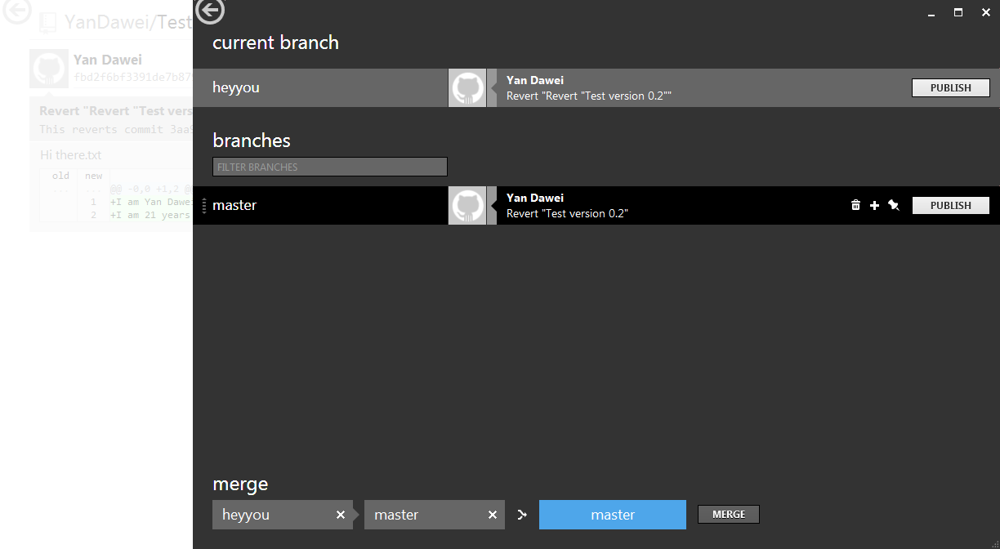 YanDawei/Test
Yan Dawei
fbd2f6bf3391de7b87
Revert "Revert "Test vers
This reverts commit 3aa
Hi there.txt
old new
... ... @@ -0,0 +1,2 @
1 +I am Yan Dawei
2 +I am 21 years
current branch
heyyou
Yan Dawei
Revert "Revert "Test version 0.2""
PUBLISH
branches
FILTER BRANCHES
master
Yan Dawei
Revert "Test version 0.2"
PUBLISH
merge
heyyou master master MERGE